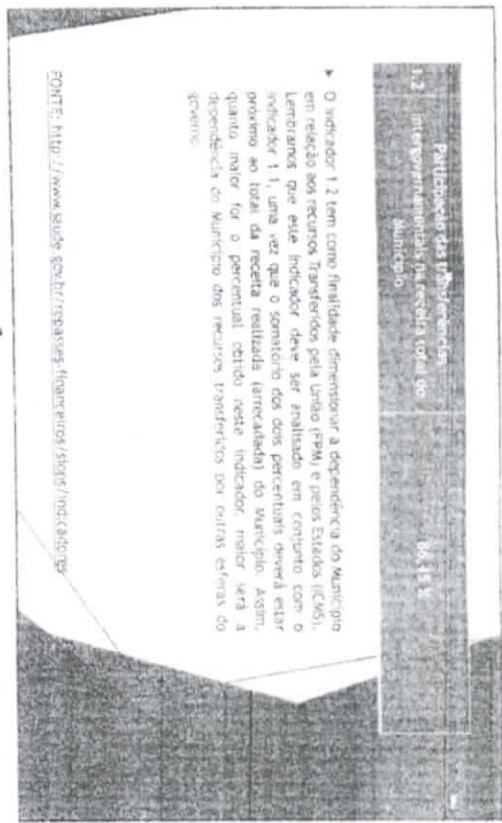 1.2
Participação das transferências
intergovernamentais na receita total do
Município
▶ O indicador 1.2 tem como finalidade dimensionar a dependência do Município
em relação aos recursos Transferidos pela União (FPM) e pelos Estados (ICMS).
Lembramos que este indicador deve ser analisado em conjunto com o
indicador 1.1, uma vez que o somatório dos dois percentuais deverá estar
próximo ao total da receita realizada (arrecadada) do Município. Assim,
quanto maior for o percentual obtido neste indicador, maior será a
dependência do Município dos recursos transferidos por outras esferas do
governo.
FONTE: http://www.saude.gov.br/repasses-financeiros/siops/indicadores